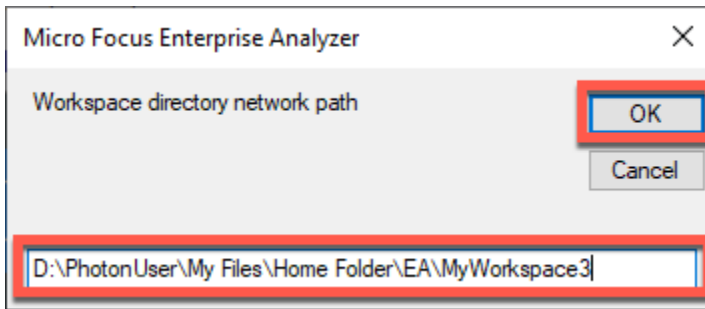 Micro Focus Enterprise Analyzer
Workspace directory network path
OK
Cancel
D:\PhotonUser\My Files\Home Folder\EA\MyWorkspace3